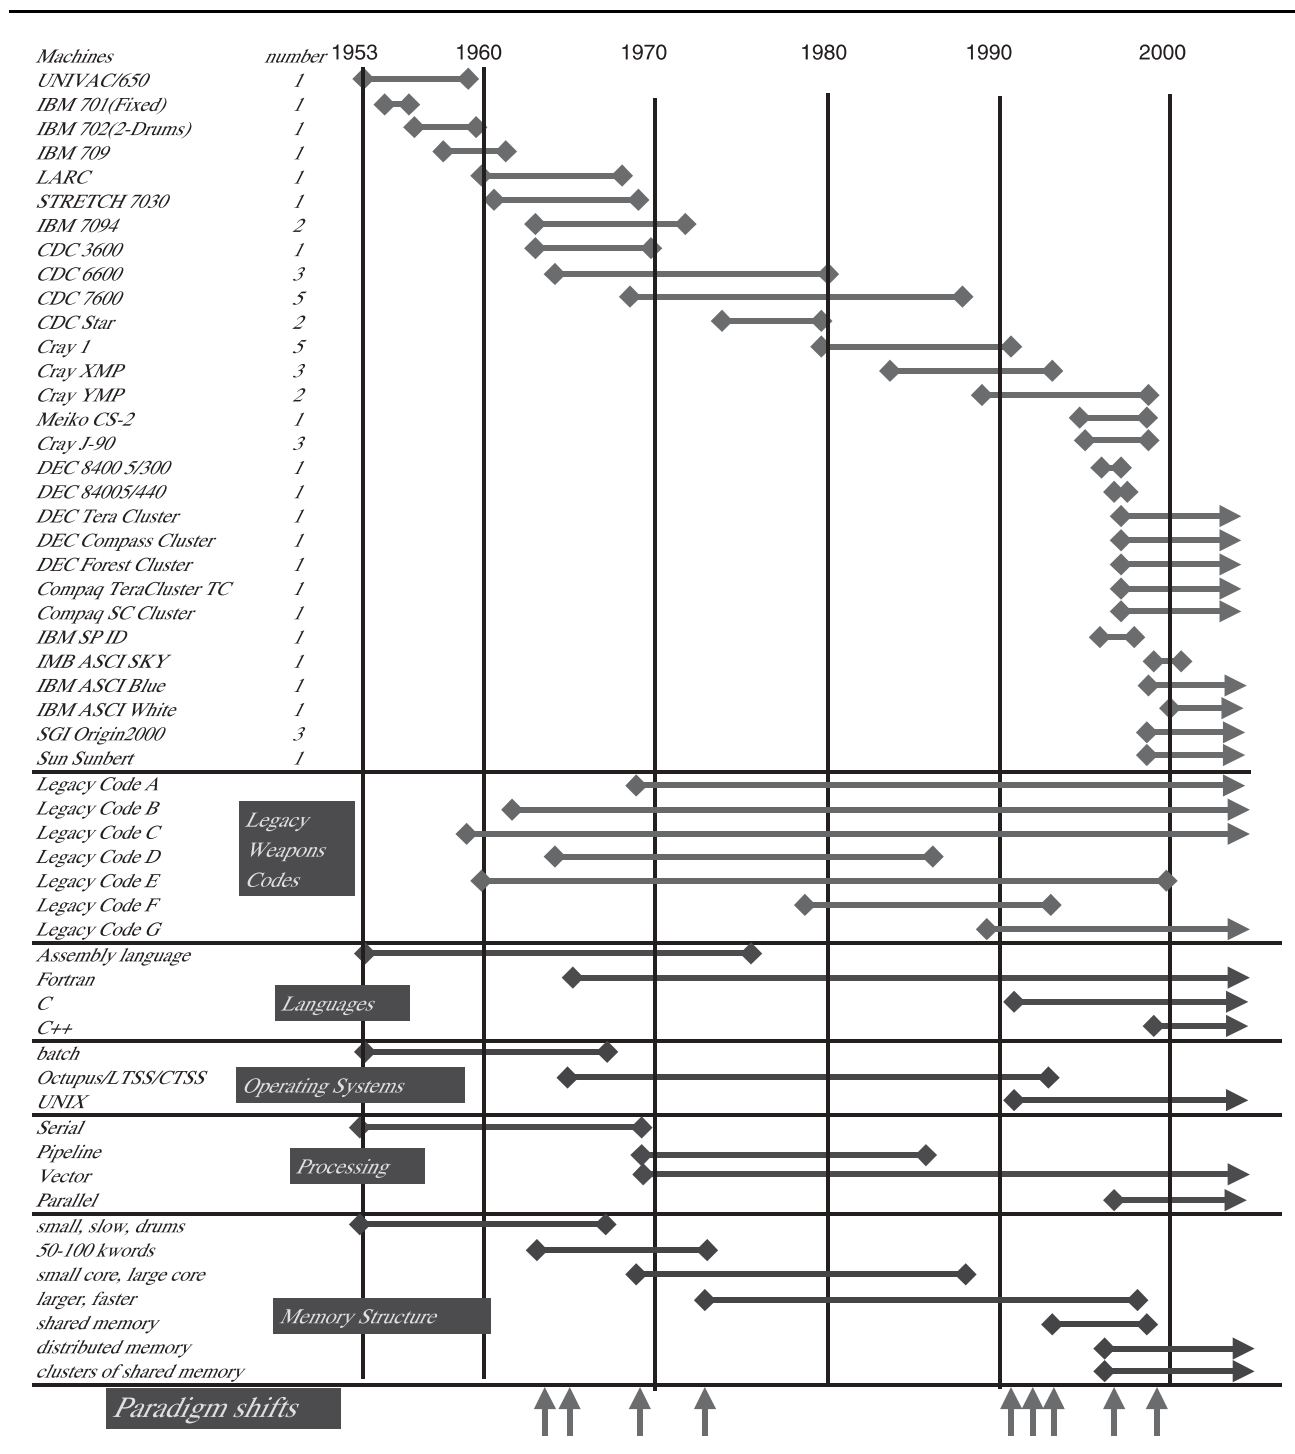 Machines number 1953 1960 1970 1980 1990 2000
UNIVAC/650 1
IBM 701(Fixed) 1
IBM 702(2-Drums) 1
IBM 709 1
LARC 1
STRETCH 7030 1
IBM 7094 2
CDC 3600 1
CDC 6600 3
CDC 7600 5
CDC Star 2
Cray 1 5
Cray XMP 3
Cray YMP 2
Meiko CS-2 1
Cray J-90 3
DEC 8400 5/300 1
DEC 84005/440 1
DEC Tera Cluster 1
DEC Compass Cluster 1
DEC Forest Cluster 1
Compaq TeraCluster TC 1
Compaq SC Cluster 1
IBM SP ID 1
IMB ASCI SKY 1
IBM ASCI Blue 1
IBM ASCI White 1
SGI Origin2000 3
Sun Sunbert 1
Legacy Code A
Legacy Code B
Legacy Code C
Legacy Code D
Legacy Code E
Legacy Code F
Legacy Code G
Legacy
Weapons
Codes
Assembly language
Fortran
C
C++
Languages
batch
Octupus/LTSS/CTSS
UNIX
Operating Systems
Serial
Pipeline
Vector
Parallel
Processing
small, slow, drums
50-100 kwords
small core, large core
larger, faster
shared memory
distributed memory
clusters of shared memory
Memory Structure
Paradigm shifts